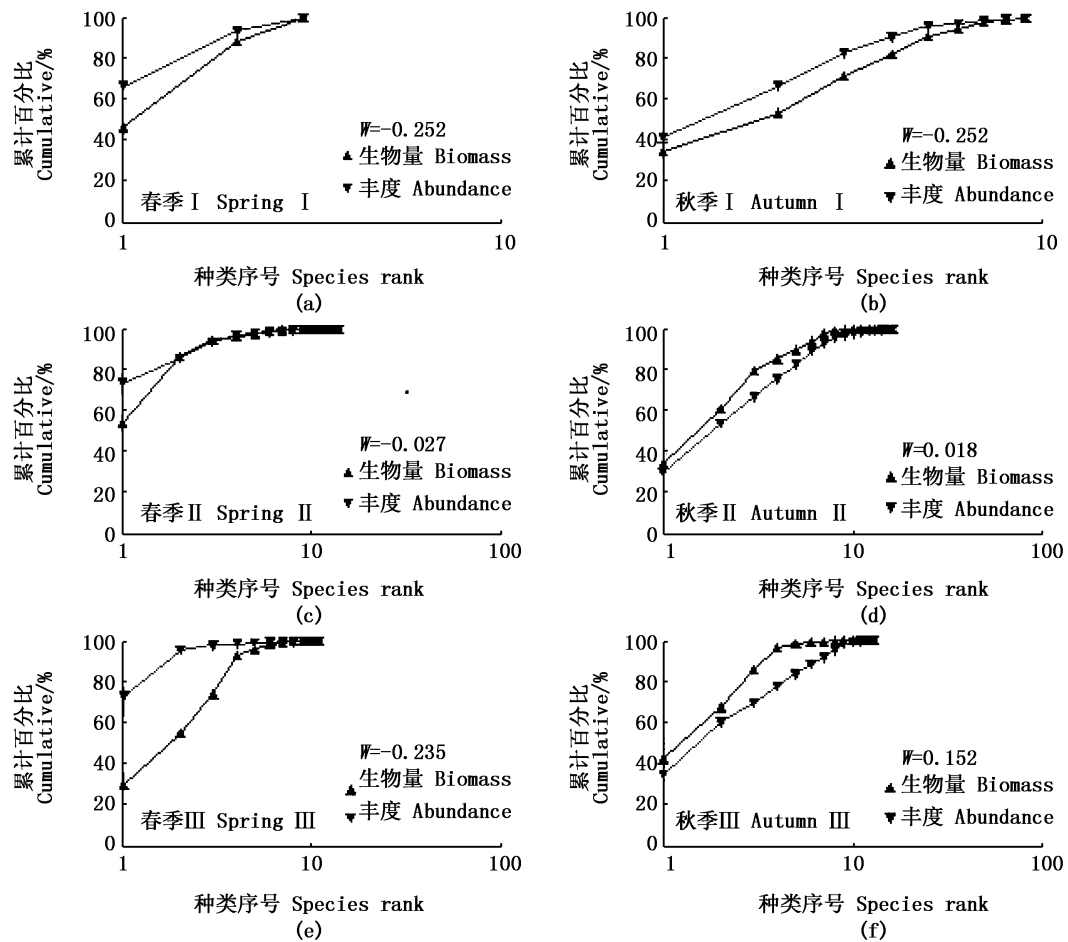 累计百分比
Cumulative/%
100
80
60
40
20
0
W=-0.252
生物量 Biomass
丰度 Abundance
春季Ⅰ Spring Ⅰ
1
10
种类序号 Species rank
(a)
累计百分比
Cumulative/%
100
80
60
40
20
0
W=-0.252
生物量 Biomass
丰度 Abundance
秋季Ⅰ Autumn Ⅰ
1
10
种类序号 Species rank
(b)
累计百分比
Cumulative/%
100
80
60
40
20
0
W=-0.027
生物量 Biomass
丰度 Abundance
春季Ⅱ Spring Ⅱ
1
10
100
种类序号 Species rank
(c)
累计百分比
Cumulative/%
100
80
60
40
20
0
W=0.018
生物量 Biomass
丰度 Abundance
秋季Ⅱ Autumn Ⅱ
1
10
100
种类序号 Species rank
(d)
累计百分比
Cumulative/%
100
80
60
40
20
0
W=-0.235
生物量 Biomass
丰度 Abundance
春季Ⅲ Spring Ⅲ
1
10
100
种类序号 Species rank
(e)
累计百分比
Cumulative/%
100
80
60
40
20
0
W=0.152
生物量 Biomass
丰度 Abundance
秋季Ⅲ Autumn Ⅲ
1
10
100
种类序号 Species rank
(f)